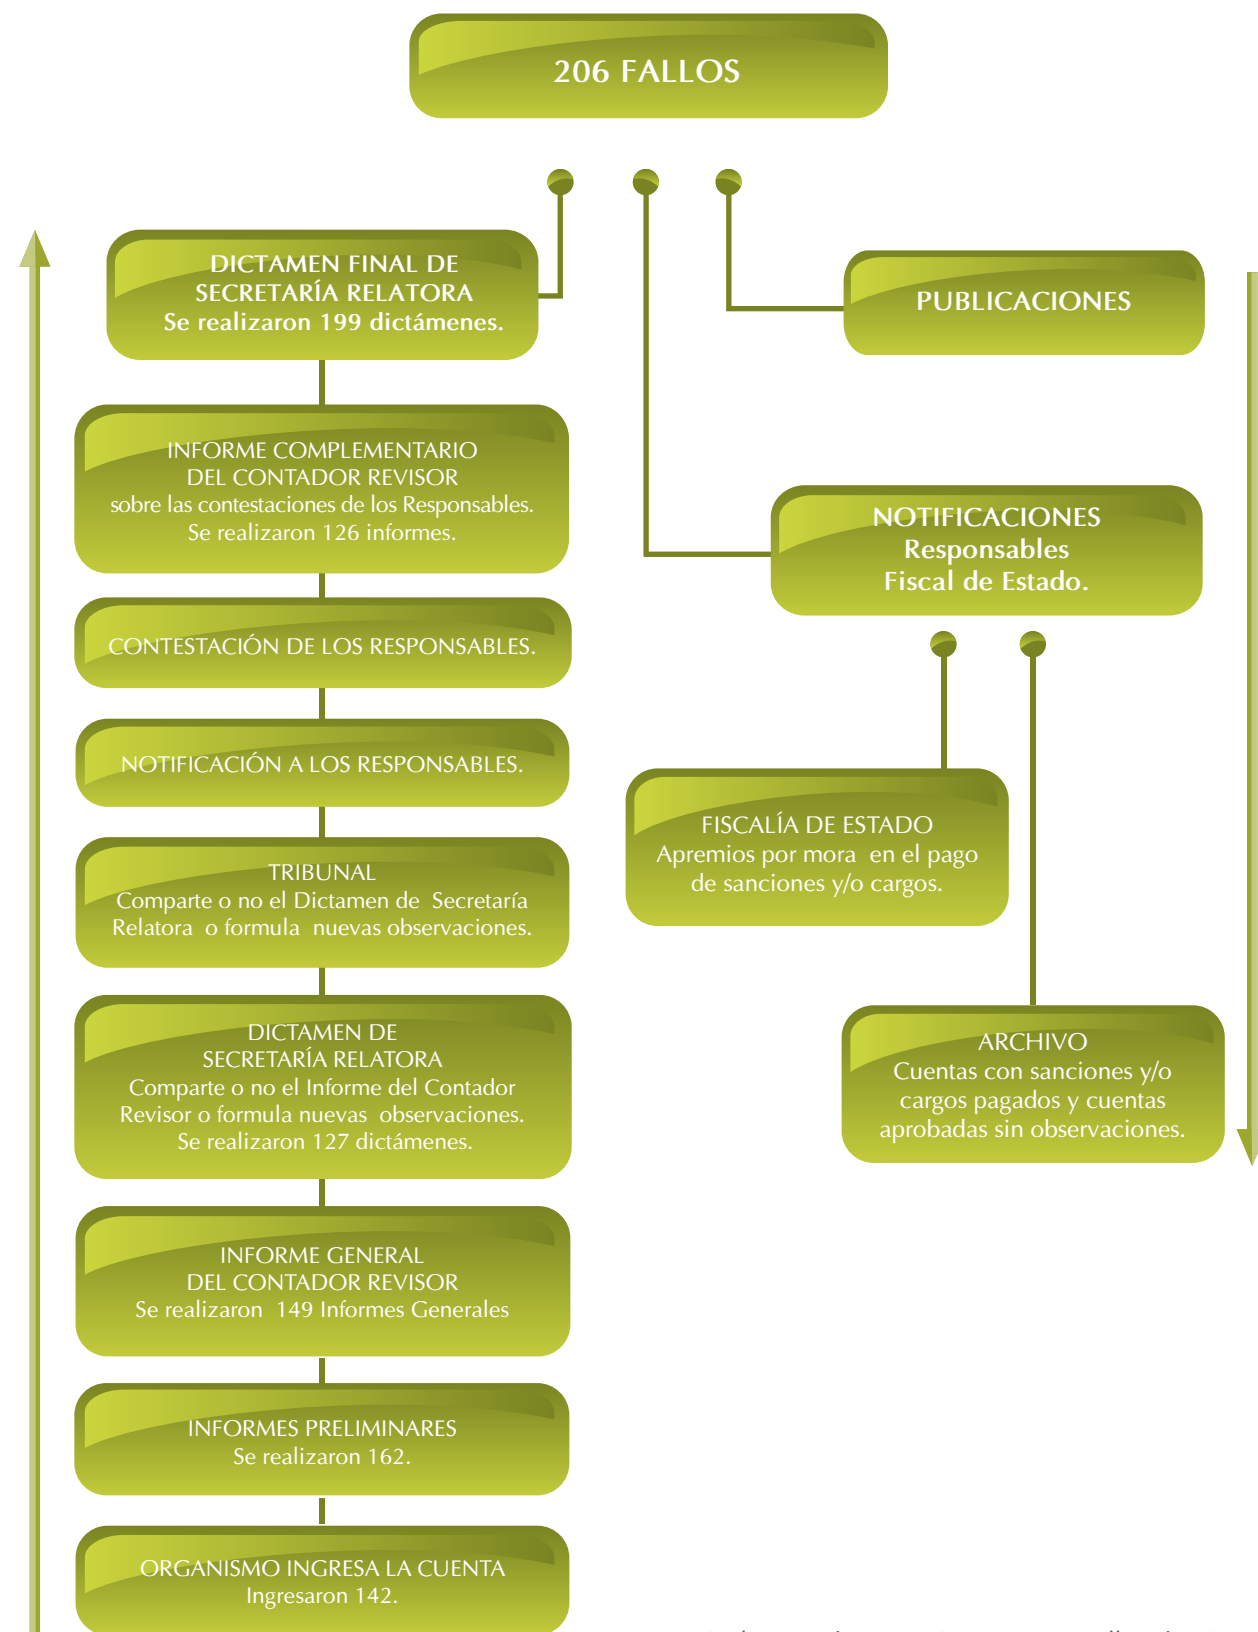 206 FALLOS
DICTAMEN FINAL DE
SECRETARÍA RELATORA
Se realizaron 199 dictámenes.
INFORME COMPLEMENTARIO
DEL CONTADOR REVISOR
sobre las contestaciones de los Responsables.
Se realizaron 126 informes.
CONTESTACIÓN DE LOS RESPONSABLES.
NOTIFICACIÓN A LOS RESPONSABLES.
TRIBUNAL
Comparte o no el Dictamen de Secretaría
Relatora o formula nuevas observaciones.
DICTAMEN DE
SECRETARÍA RELATORA
Comparte o no el Informe del Contador
Revisor o formula nuevas observaciones.
Se realizaron 127 dictámenes.
INFORME GENERAL
DEL CONTADOR REVISOR
Se realizaron 149 Informes Generales
INFORMES PRELIMINARES
Se realizaron 162.
ORGANISMO INGRESA LA CUENTA
Ingresaron 142.
PUBLICACIONES
NOTIFICACIONES
Responsables
Fiscal de Estado.
FISCALÍA DE ESTADO
Apremios por mora en el pago
de sanciones y/o cargos.
ARCHIVO
Cuentas con sanciones y/o
cargos pagados y cuentas
aprobadas sin observaciones.